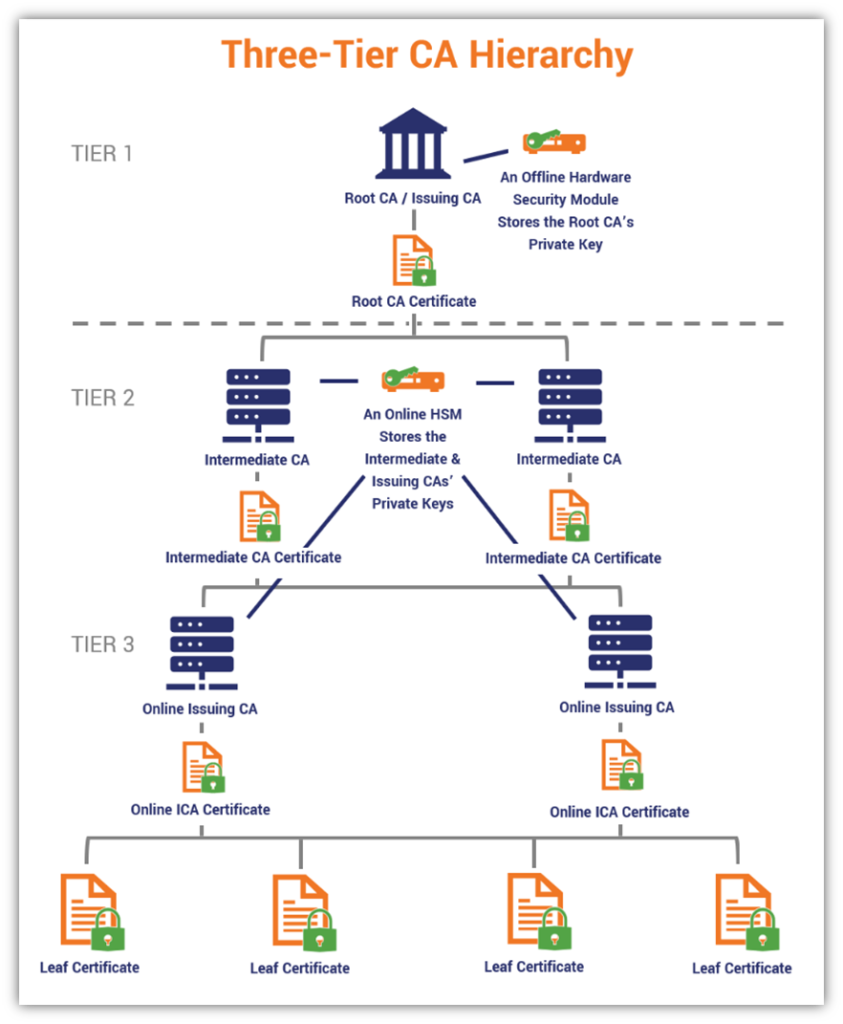 Three-Tier CA Hierarchy
TIER 1
Root CA / Issuing CA
An Offline Hardware
Security Module
Stores the Root CA's
Private Key
Root CA Certificate
TIER 2
An Online HSM
Stores the
Intermediate &
Issuing CAs'
Private Keys
Intermediate CA
Intermediate CA
Intermediate CA Certificate
Intermediate CA Certificate
TIER 3
Online Issuing CA
Online Issuing CA
Online ICA Certificate
Online ICA Certificate
Leaf Certificate
Leaf Certificate
Leaf Certificate
Leaf Certificate